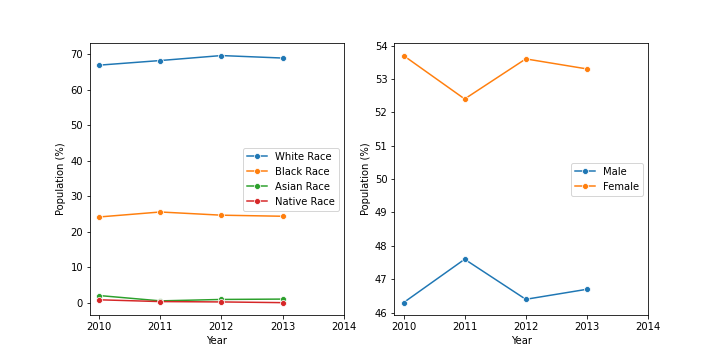 70
60
50
40
30
20
10
0
Population (%)
2010 2011 2012 2013 2014
Year
White Race
Black Race
Asian Race
Native Race
54
53
52
51
50
49
48
47
46
Population (%)
2010 2011 2012 2013 2014
Year
Male
Female